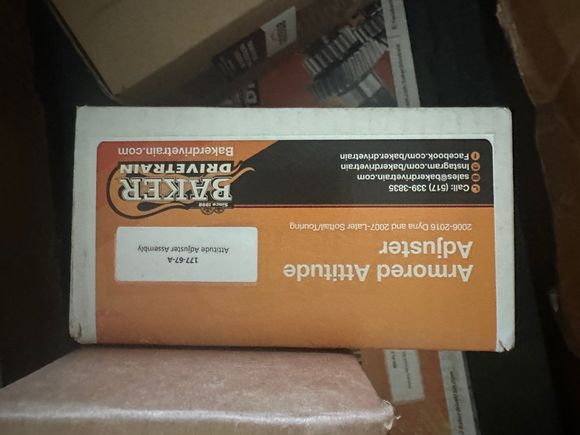 Armored Attitude
Adjuster
2006-2016 Dyna and 2007-Later Softail/Touring
177-67-A
Attitude Adjuster Assembly
Call: (517) 339-3835
sales@bakerdrivetrain.com
Instagram.com/bakerdrivetrain
Facebook.com/baker.drivetrain
Since 1998
BAKER
DRIVETRAIN
Bakerdrivetrain.com